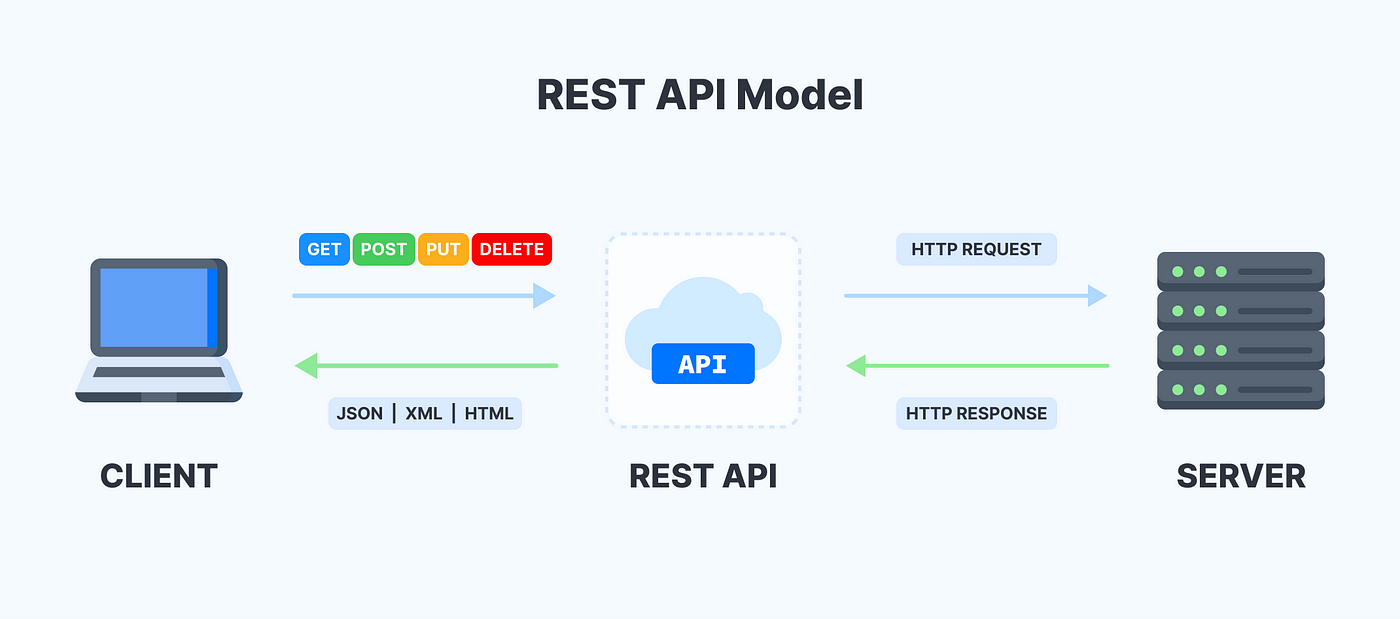 REST API Model
GET POST PUT DELETE
HTTP REQUEST
API
JSON | XML | HTML
HTTP RESPONSE
CLIENT
REST API
SERVER